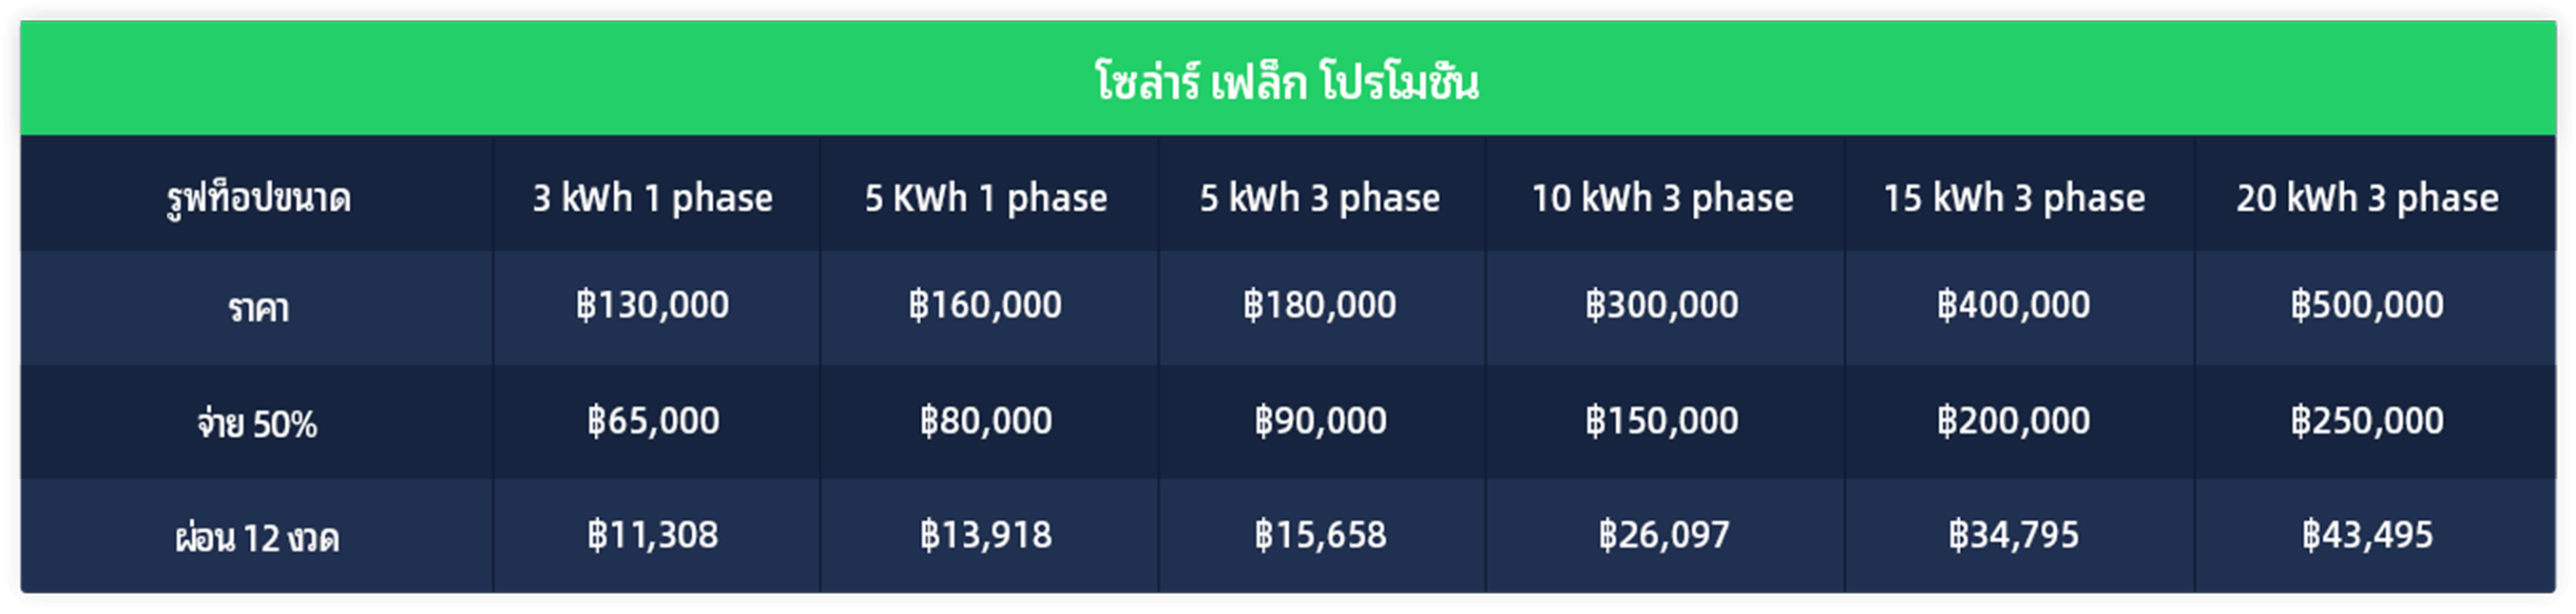 โซล่าร์ เฟล็ก โปรโมชั่น
รูฟท็อปขนาด 3 kWh 1 phase 5 KWh 1 phase 5 kWh 3 phase 10 kWh 3 phase 15 kWh 3 phase 20 kWh 3 phase
ราคา ฿130,000 ฿160,000 ฿180,000 ฿300,000 ฿400,000 ฿500,000
จ่าย 50% ฿65,000 ฿80,000 ฿90,000 ฿150,000 ฿200,000 ฿250,000
ผ่อน 12 งวด ฿11,308 ฿13,918 ฿15,658 ฿26,097 ฿34,795 ฿43,495